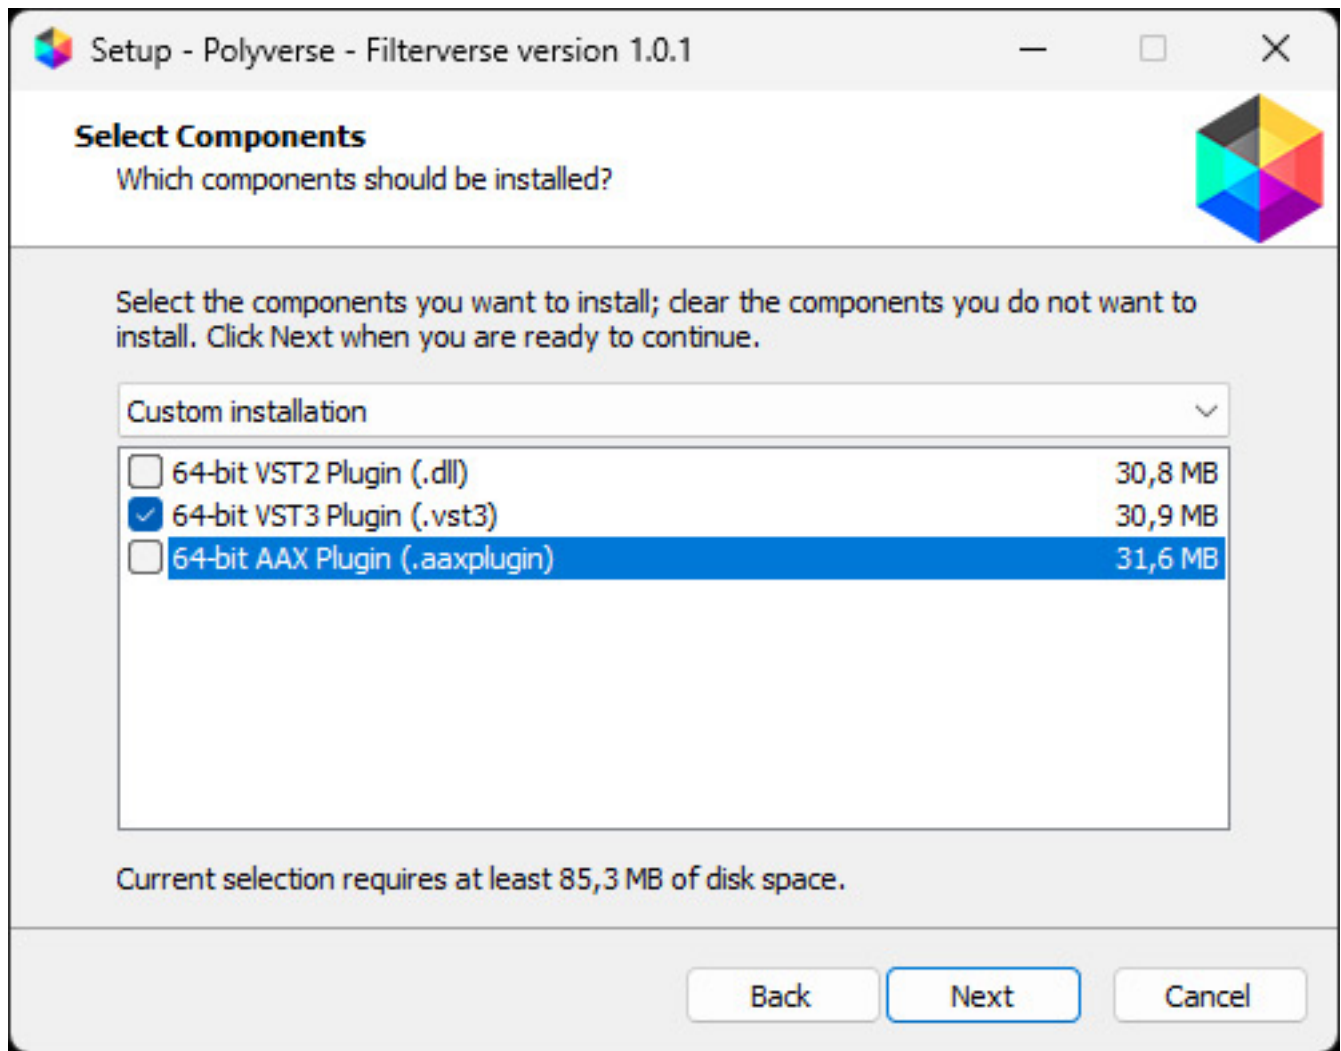 Setup - Polyverse - Filterverse version 1.0.1
Select Components
Which components should be installed?
Select the components you want to install; clear the components you do not want to
install. Click Next when you are ready to continue.
Custom installation
64-bit VST2 Plugin (.dll) 30,8 MB
64-bit VST3 Plugin (.vst3) 30,9 MB
64-bit AAX Plugin (.aaxplugin) 31,6 MB
Current selection requires at least 85,3 MB of disk space.
Back Next Cancel